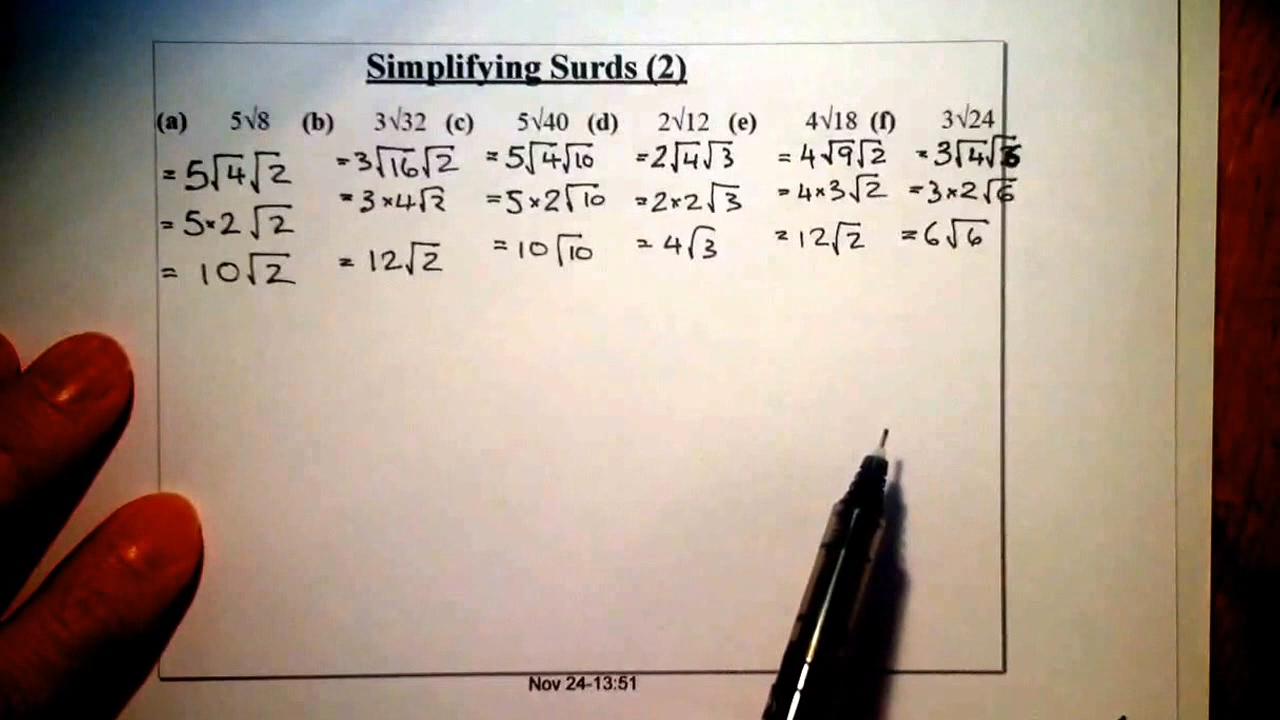 Simplifying Surds (2)
(a) 5√8 (b) 3√32 (c) 5√40 (d) 2√12 (e) 4√18 (f) 3√24
= 5√4√2 = 3√16√2 = 5√4√10 = 2√4√3 = 4√9√2 = 3√4√6
= 5×2√2 = 3×4√2 = 5×2√10 = 2×2√3 = 4×3√2 = 3×2√6
= 10√2 = 12√2 = 10√10 = 4√3 = 12√2 = 6√6
Nov 24-13:51